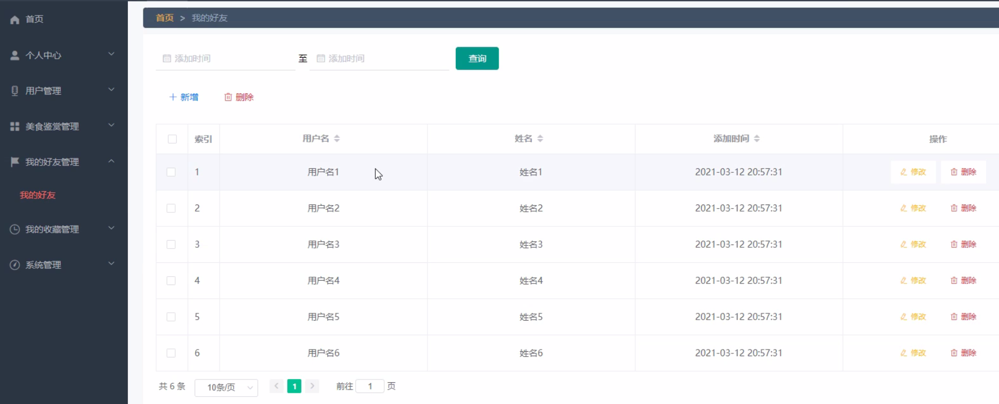 首页
个人中心
用户管理
美食鉴赏管理
我的好友管理
我的好友
我的收藏管理
系统管理
首页 > 我的好友
添加时间 至 添加时间 查询
新增 删除
索引 用户名 姓名 添加时间 操作
1 用户名1 姓名1 2021-03-12 20:57:31 修改 删除
2 用户名2 姓名2 2021-03-12 20:57:31 修改 删除
3 用户名3 姓名3 2021-03-12 20:57:31 修改 删除
4 用户名4 姓名4 2021-03-12 20:57:31 修改 删除
5 用户名5 姓名5 2021-03-12 20:57:31 修改 删除
6 用户名6 姓名6 2021-03-12 20:57:31 修改 删除
共 6 条 10条/页 < 1 > 前往 1 页